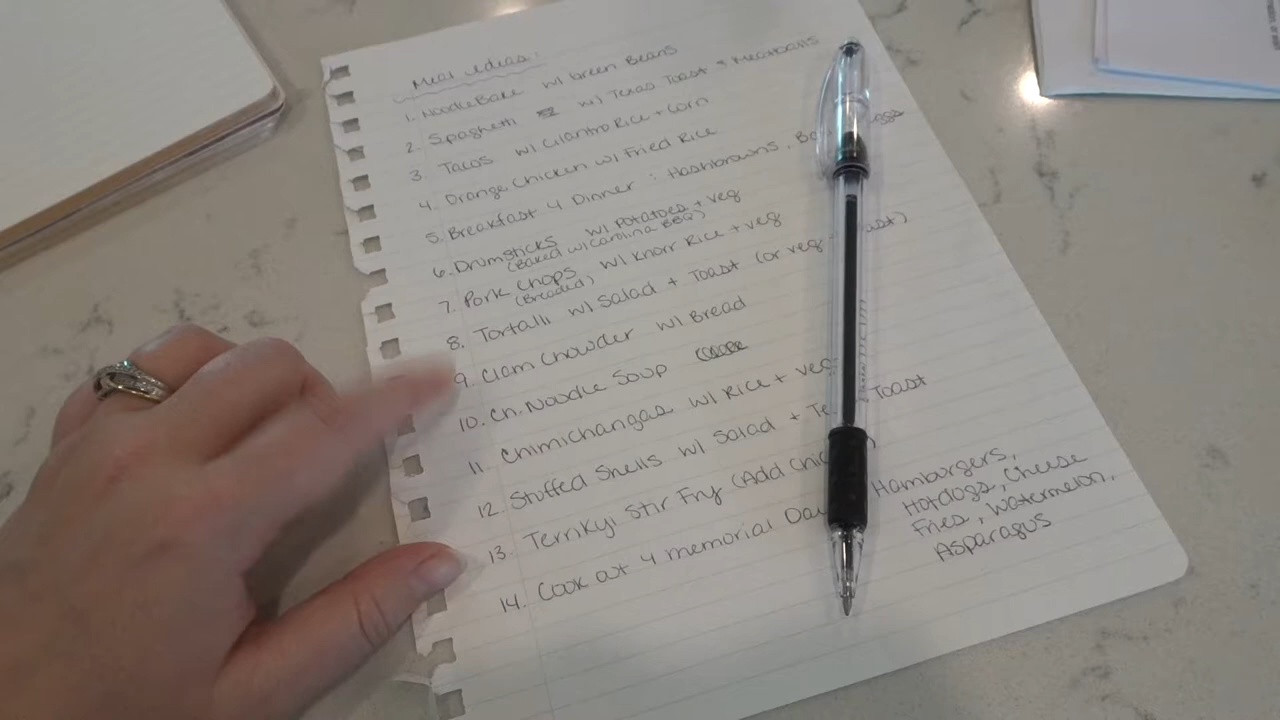 Meal ideas:
1. Noodle Bake w/ Green Beans
2. Spaghetti w/ Texas Toast + Meatballs
3. Tacos w/ Cilantro Rice + Corn
4. Orange Chicken w/ Fried Rice
5. Breakfast 4 Dinner: Hashbrowns,
6. Drumsticks w/ Potatoes + veg
(Baked w/ Carolina BBQ)
7. Pork Chops w/ Knorr Rice + veg
(Breaded)
8. Tortalli w/ Salad + Toast (or veg
9. Clam Chowder w/ Bread
10. Ch. Noodle Soup
11. Chimichangas w/ Rice + veg
12. Stuffed Shells w/ Salad + Toast
13. Terrikyi Stir Fry (Add
14. Cook out 4 memorial Day
Hamburgers,
Hotdogs, Cheese
Fries, Watermelon,
Asparagus